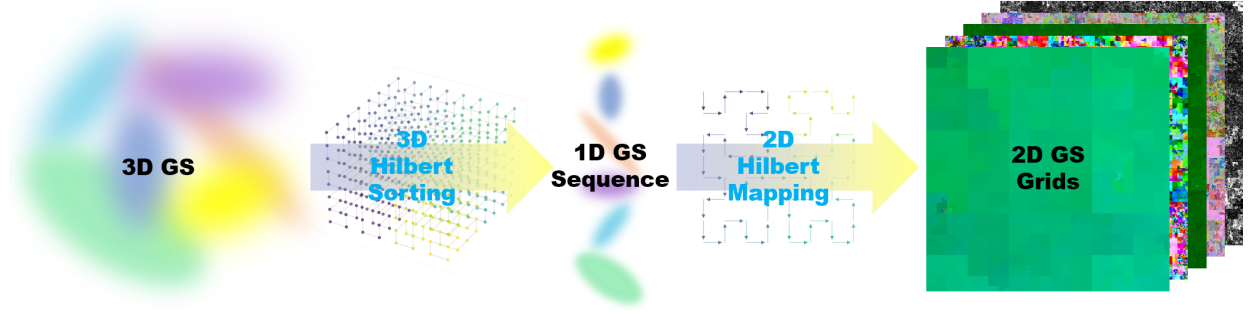 3D GS
3D
Hilbert
Sorting
1D GS
Sequence
2D
Hilbert
Mapping
2D GS
Grids